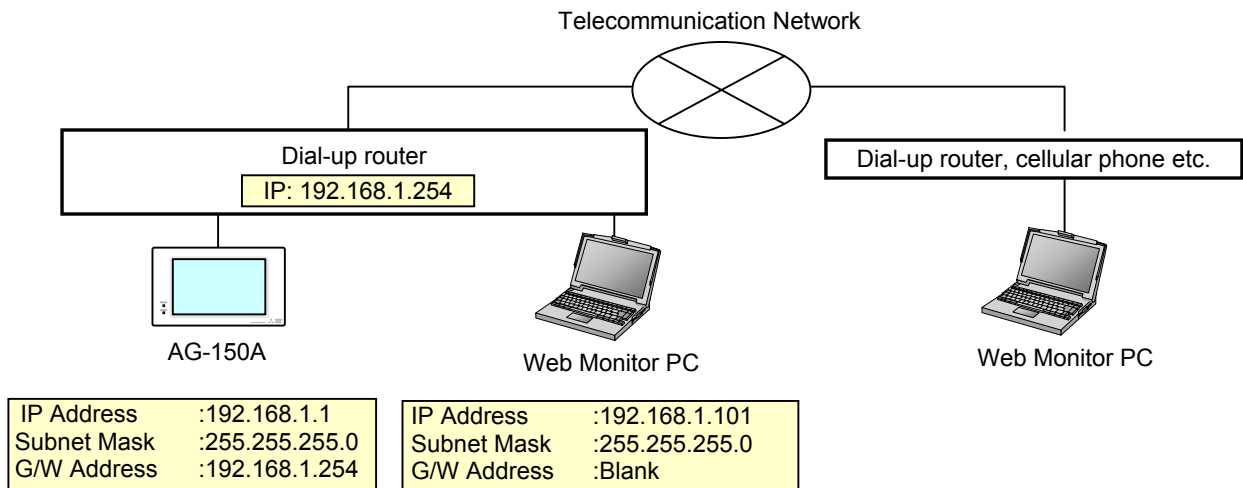 Telecommunication Network
Dial-up router
IP: 192.168.1.254
Dial-up router, cellular phone etc.
AG-150A
Web Monitor PC
Web Monitor PC
IP Address :192.168.1.1
Subnet Mask :255.255.255.0
G/W Address :192.168.1.254
IP Address :192.168.1.101
Subnet Mask :255.255.255.0
G/W Address :Blank